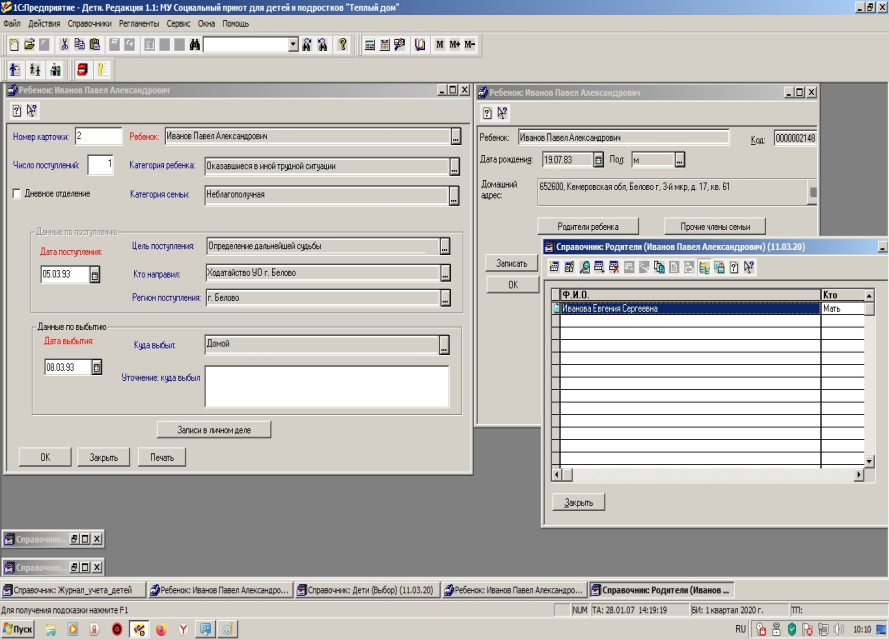 1С:Предприятие - Дети. Редакция 1.1: МУ Социальный приют для детей и подростков "Теплый дом"
Файл Действия Справочники Регламенты Сервис Окна Помощь
M M+ M-
Ребенок: Иванов Павел Александрович
Номер карточки: 2 Ребенок: Иванов Павел Александрович ...
Число поступлений: 1 Категория ребенка: Оказавшиеся в иной трудной ситуации ...
Дневное отделение Категория семьи: Неблагополучная ...
Данные по поступлению
Дата поступления: Цель поступления: Определение дальнейшей судьбы ...
05.03.93 Кто направил: Ходатайство УО г. Белово ...
Регион поступления: г. Белово ...
Данные по выбытию
Дата выбытия: Куда выбыл: Домой ...
08.03.93 Уточнение: куда выбыл
Записи в личном деле
ОК Закрыть Печать
Ребенок: Иванов Павел Александрович
Ребенок: Иванов Павел Александрович Код: 0000002148
Дата рождения: 19.07.83 Пол: м ...
Домашний адрес: 652600, Кемеровская обл, Белово г, 3-й мкр, д. 17, кв. 61
Родители ребенка Прочие члены семьи
Записать
ОК
Справочник: Родители (Иванов Павел Александрович) (11.03.20)
Ф.И.О. Кто
Иванова Евгения Сергеевна Мать
Закрыть
Справочник...
Справочник...
Справочник: Журнал_учета_детей Ребенок: Иванов Павел Александро... Справочник: Дети (Выбор) (11.03.20) Ребенок: Иванов Павел Александро... Справочник: Родители (Иванов ...
Для получения подсказки нажмите F1 NUM ТА: 28.01.07 14:19:19 БИ: 1 квартал 2020 г. ТП:
Пуск RU 10:10